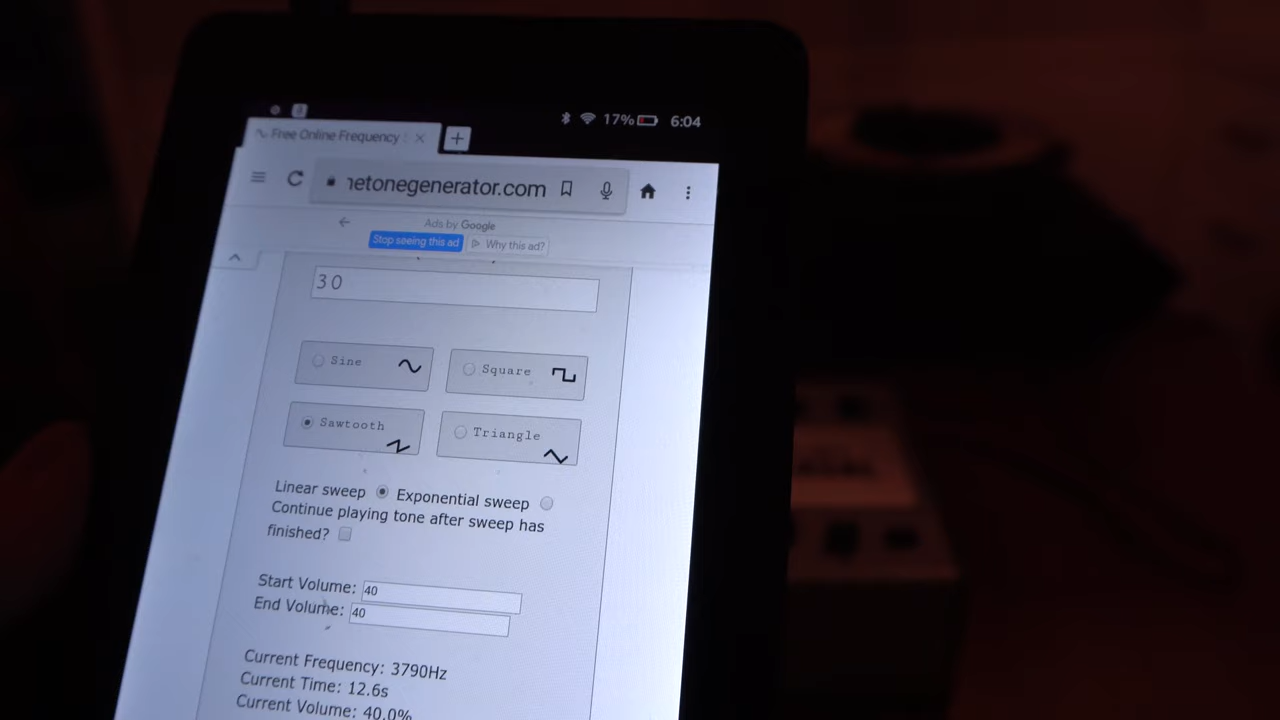 17% 6:04
Free Online Frequency
netonegenerator.com
Ads by Google
Stop seeing this ad Why this ad?
30
Sine Square
Sawtooth Triangle
Linear sweep Exponential sweep
Continue playing tone after sweep has
finished?
Start Volume: 40
End Volume: 40
Current Frequency: 3790Hz
Current Time: 12.6s
Current Volume: 40.0%